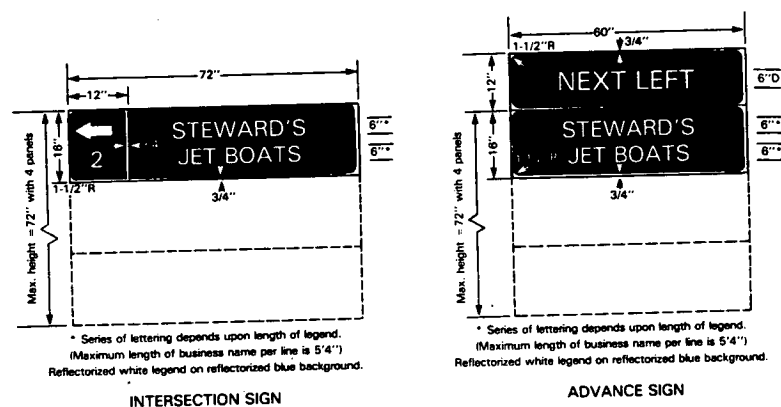 72"
12"
STEWARD'S
JET BOATS
2
16"
6"*
6"*
1-1/2"R
3/4"
Max. height = 72" with 4 panels
* Series of lettering depends upon length of legend.
(Maximum length of business name per line is 5'4")
Reflectorized white legend on reflectorized blue background.
INTERSECTION SIGN
60"
1-1/2"R
3/4"
12"
NEXT LEFT
6"D
STEWARD'S
JET BOATS
16"
6"*
6"*
3/4"
Max. height = 72" with 4 panels
* Series of lettering depends upon length of legend.
(Maximum length of business name per line is 5'4")
Reflectorized white legend on reflectorized blue background.
ADVANCE SIGN